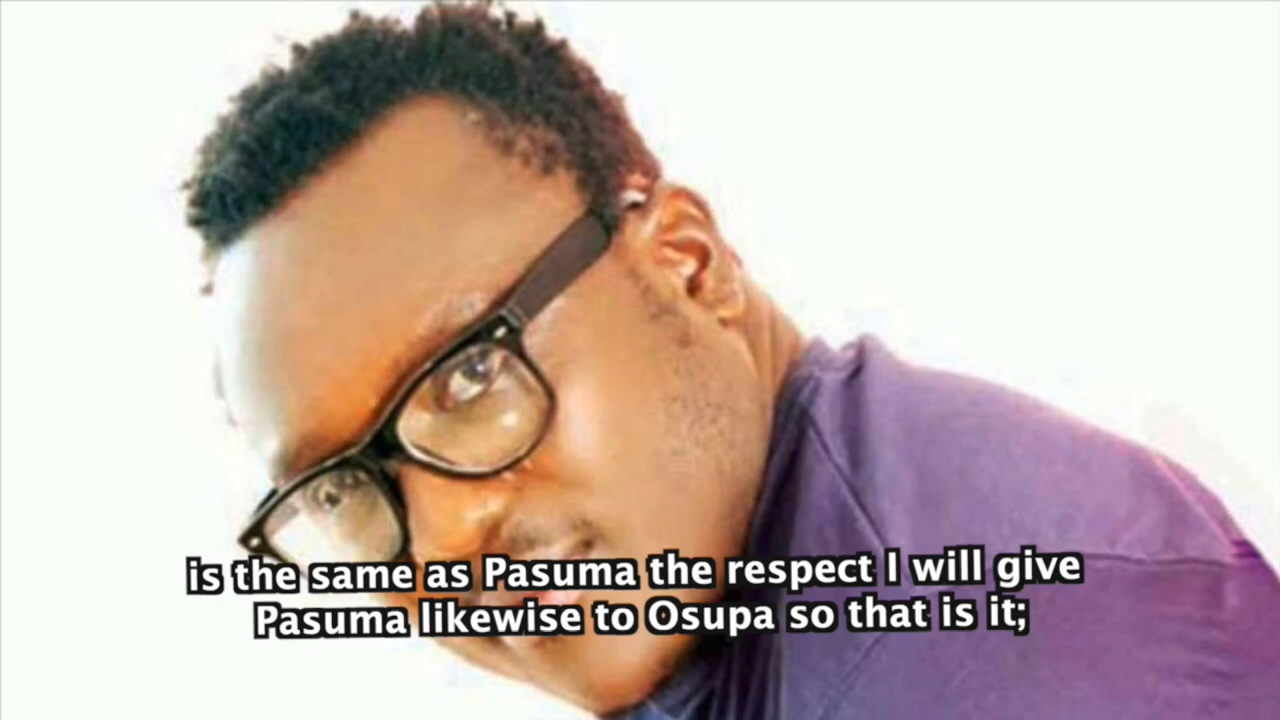 is the same as Pasuma the respect I will give
Pasuma likewise to Osupa so that is it;